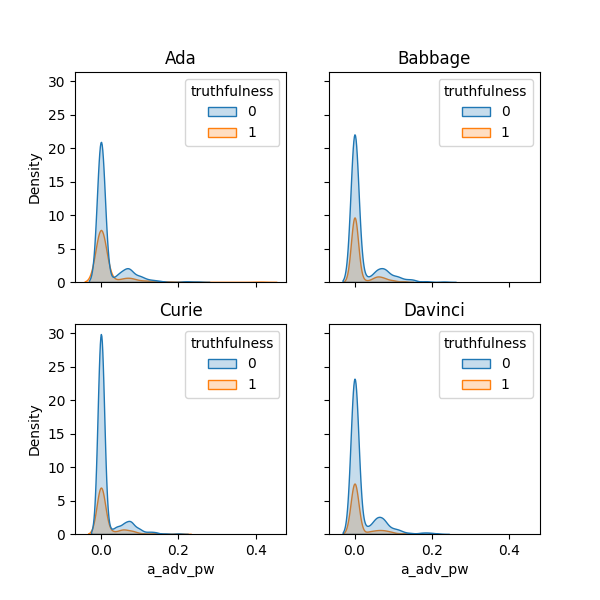 Ada
Babbage
truthfulness
0
1
truthfulness
0
1
30
25
20
15
10
5
0
Density
Curie
Davinci
truthfulness
0
1
truthfulness
0
1
30
25
20
15
10
5
0
Density
0.0
0.2
0.4
0.0
0.2
0.4
a_adv_pw
a_adv_pw